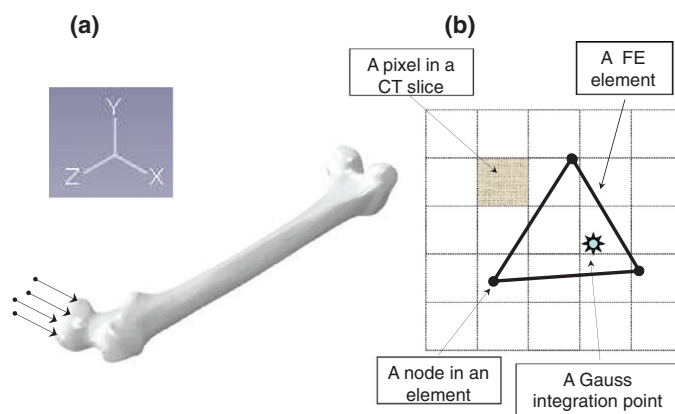 (a)
(b)
A pixel in a
CT slice
A FE
element
Y
Z
X
A node in an
element
A Gauss
integration point